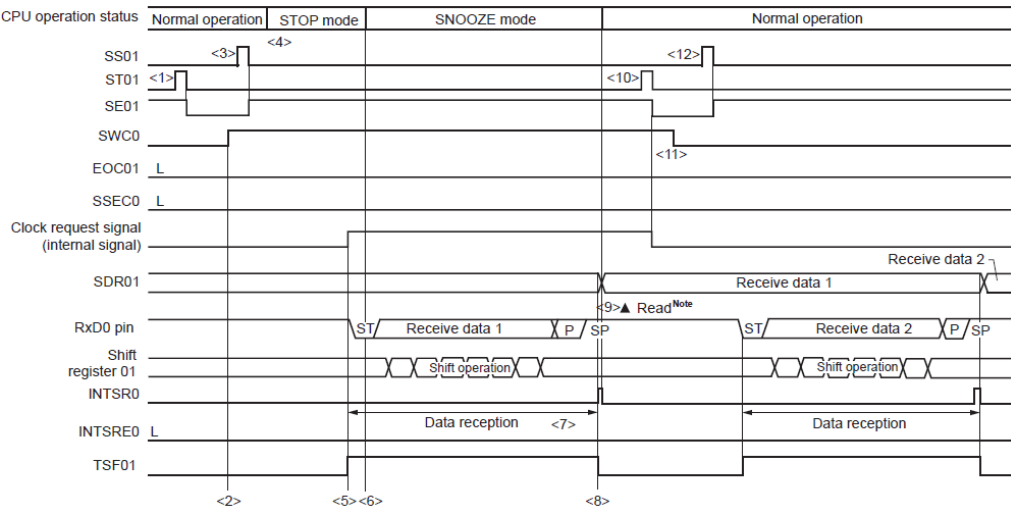 CPU operation status Normal operation STOP mode SNOOZE mode Normal operation
<3> <4> <12>
SS01
ST01 <1> <10>
SE01
SWC0
<11>
EOC01 L
SSEC0 L
Clock request signal
(internal signal)
Receive data 2
SDR01 Receive data 1
<9>▲ Read Note
RxD0 pin ST Receive data 1 P SP ST Receive data 2 P SP
Shift
register 01 Shift operation Shift operation
INTSR0
Data reception <7> Data reception
INTSRE0 L
TSF01
<2> <5><6> <8>